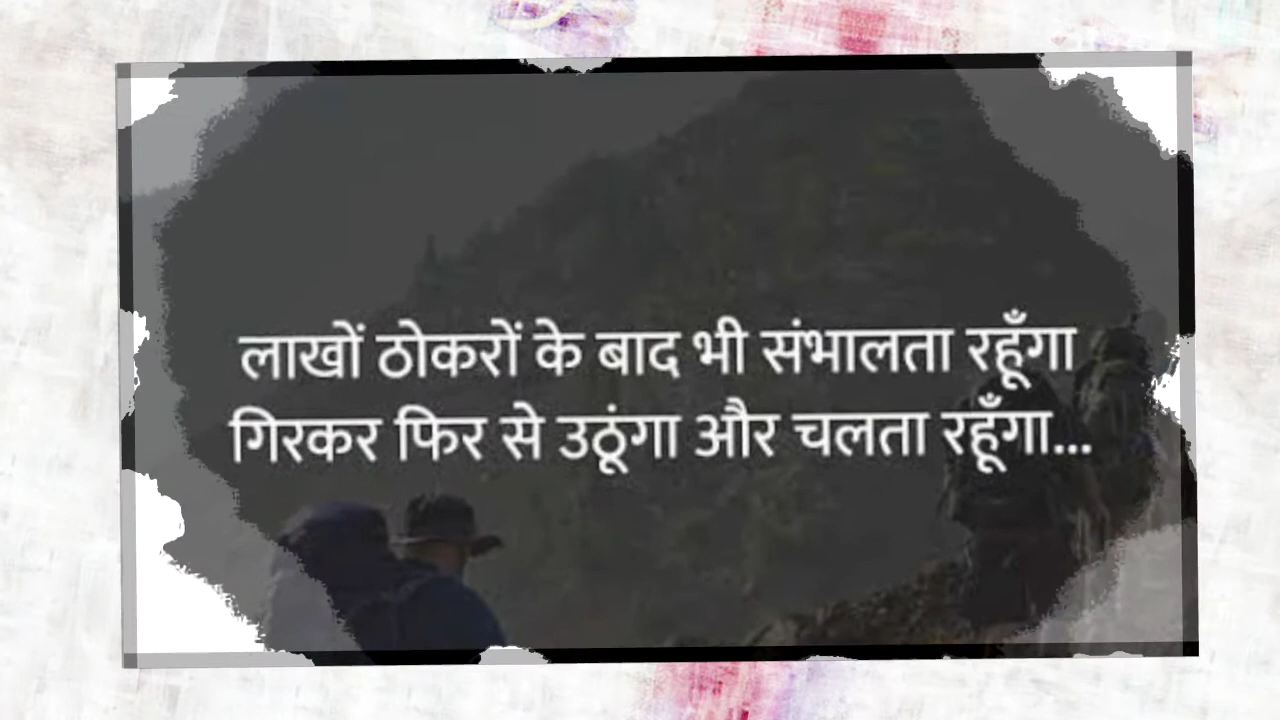 लाखों ठोकरों के बाद भी संभालता रहूँगा
गिरकर फिर से उठूंगा और चलता रहूँगा...